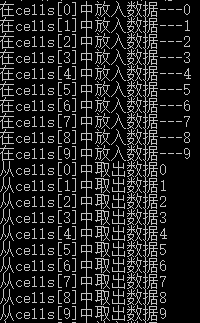 在cells[0]中放入数据---0
在cells[1]中放入数据---1
在cells[2]中放入数据---2
在cells[3]中放入数据---3
在cells[4]中放入数据---4
在cells[5]中放入数据---5
在cells[6]中放入数据---6
在cells[7]中放入数据---7
在cells[8]中放入数据---8
在cells[9]中放入数据---9
从cells[0]中取出数据0
从cells[1]中取出数据1
从cells[2]中取出数据2
从cells[3]中取出数据3
从cells[4]中取出数据4
从cells[5]中取出数据5
从cells[6]中取出数据6
从cells[7]中取出数据7
从cells[8]中取出数据8
从cells[9]中取出数据9